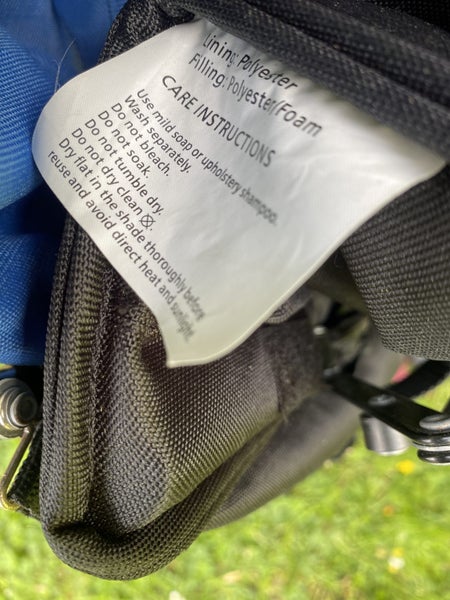 Lining: Polyester
Filling: Polyester/Foam
CARE INSTRUCTIONS
Use mild soap or upholstery shampoo.
Wash separately.
Do not bleach.
Do not soak.
Do not tumble dry.
Do not dry clean ☒.
Dry flat in the shade thoroughly before
reuse and avoid direct heat and sunlight.